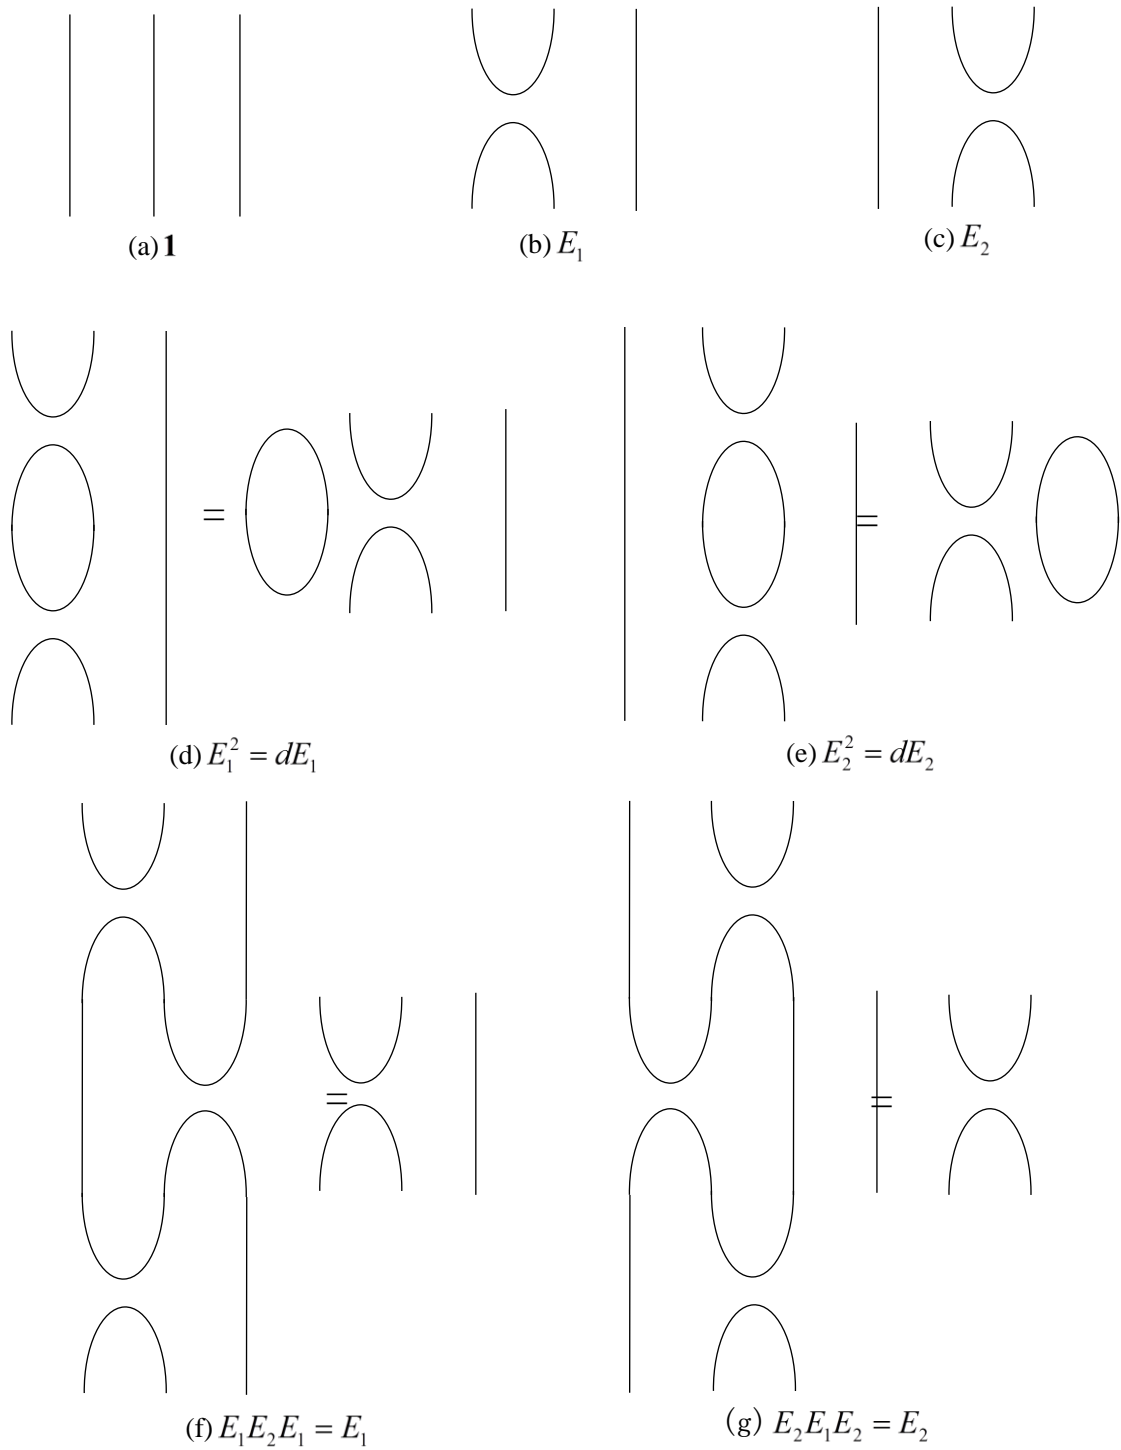 (a) 1
(b) E₁
(c) E₂
=
=
(d) E₁² = dE₁
(e) E₂² = dE₂
=
=
(f) E₁E₂E₁ = E₁
(g) E₂E₁E₂ = E₂